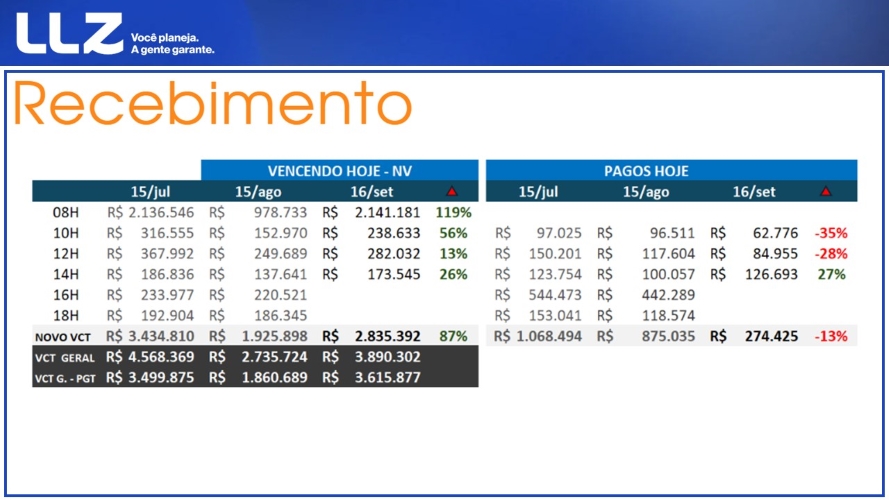 LLZ Você planeja.
A gente garante.
Recebimento
VENCENDO HOJE - NV PAGOS HOJE
15/jul 15/ago 16/set ▲ 15/jul 15/ago 16/set ▲
08H R$ 2.136.546 R$ 978.733 R$ 2.141.181 119%
10H R$ 316.555 R$ 152.970 R$ 238.633 56% R$ 97.025 R$ 96.511 R$ 62.776 -35%
12H R$ 367.992 R$ 249.689 R$ 282.032 13% R$ 150.201 R$ 117.604 R$ 84.955 -28%
14H R$ 186.836 R$ 137.641 R$ 173.545 26% R$ 123.754 R$ 100.057 R$ 126.693 27%
16H R$ 233.977 R$ 220.521 R$ 544.473 R$ 442.289
18H R$ 192.904 R$ 186.345 R$ 153.041 R$ 118.574
NOVO VCT R$ 3.434.810 R$ 1.925.898 R$ 2.835.392 87% R$ 1.068.494 R$ 875.035 R$ 274.425 -13%
VCT GERAL R$ 4.568.369 R$ 2.735.724 R$ 3.890.302
VCT G. - PGT R$ 3.499.875 R$ 1.860.689 R$ 3.615.877